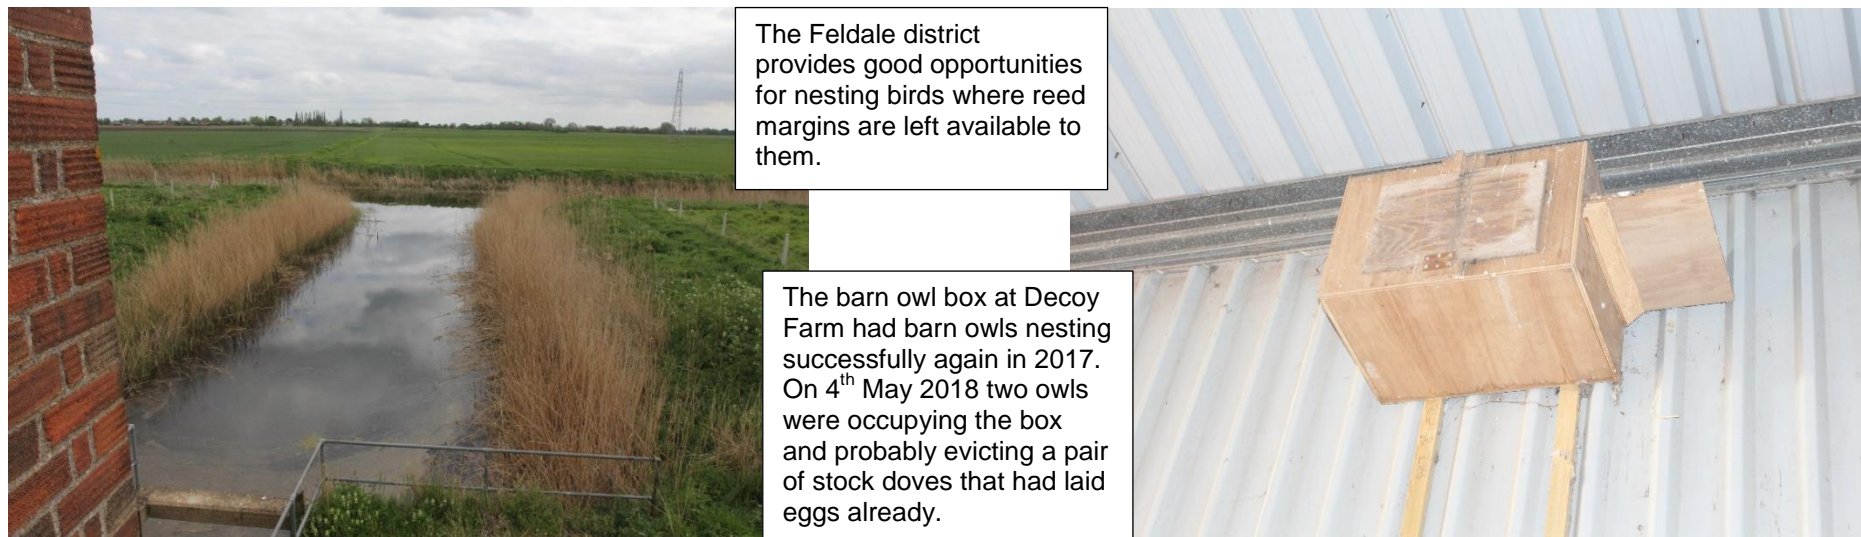 The Feldale district
provides good opportunities
for nesting birds where reed
margins are left available to
them.
The barn owl box at Decoy
Farm had barn owls nesting
successfully again in 2017.
On 4th May 2018 two owls
were occupying the box
and probably evicting a pair
of stock doves that had laid
eggs already.